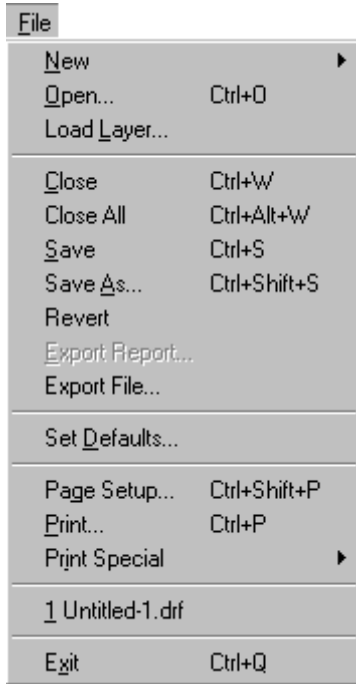 File
New
Open... Ctrl+O
Load Layer...
Close Ctrl+W
Close All Ctrl+Alt+W
Save Ctrl+S
Save As... Ctrl+Shift+S
Revert
Export Report...
Export File...
Set Defaults...
Page Setup... Ctrl+Shift+P
Print... Ctrl+P
Print Special
1 Untitled-1.drf
Exit Ctrl+Q